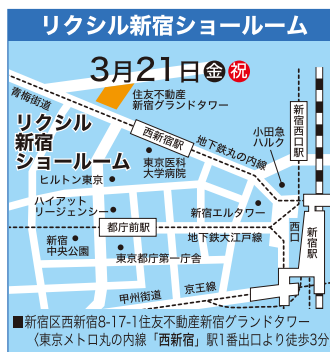 リクシル新宿ショールーム
3月21日金祝
青梅街道
住友不動産
新宿グランドタワー
リクシル
新宿
ショールーム
西新宿駅
地下鉄丸の内線
小田急
ハルク
新宿西口駅
東京医科
大学病院
ヒルトン東京
ハイアット
リージェンシー
新宿エルタワー
都庁前駅
地下鉄大江戸線
西口
新宿駅
新宿
中央公園
東京都庁第一庁舎
甲州街道
京王線
■新宿区西新宿8-17-1住友不動産新宿グランドタワー
〈東京メトロ丸の内線「西新宿」駅1番出口より徒歩3分